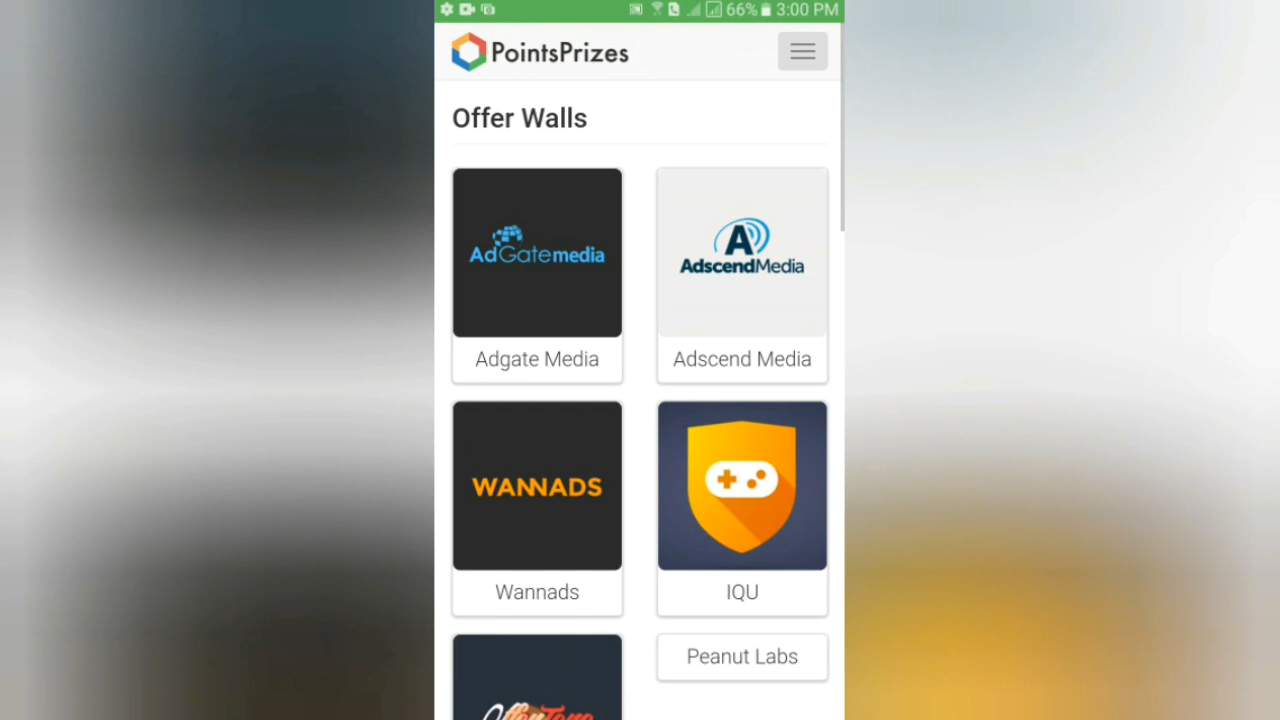 66% 3:00 PM
PointsPrizes
Offer Walls
AdGatemedia
A
AdscendMedia
Adgate Media
Adscend Media
WANNADS
Wannads
IQU
Peanut Labs